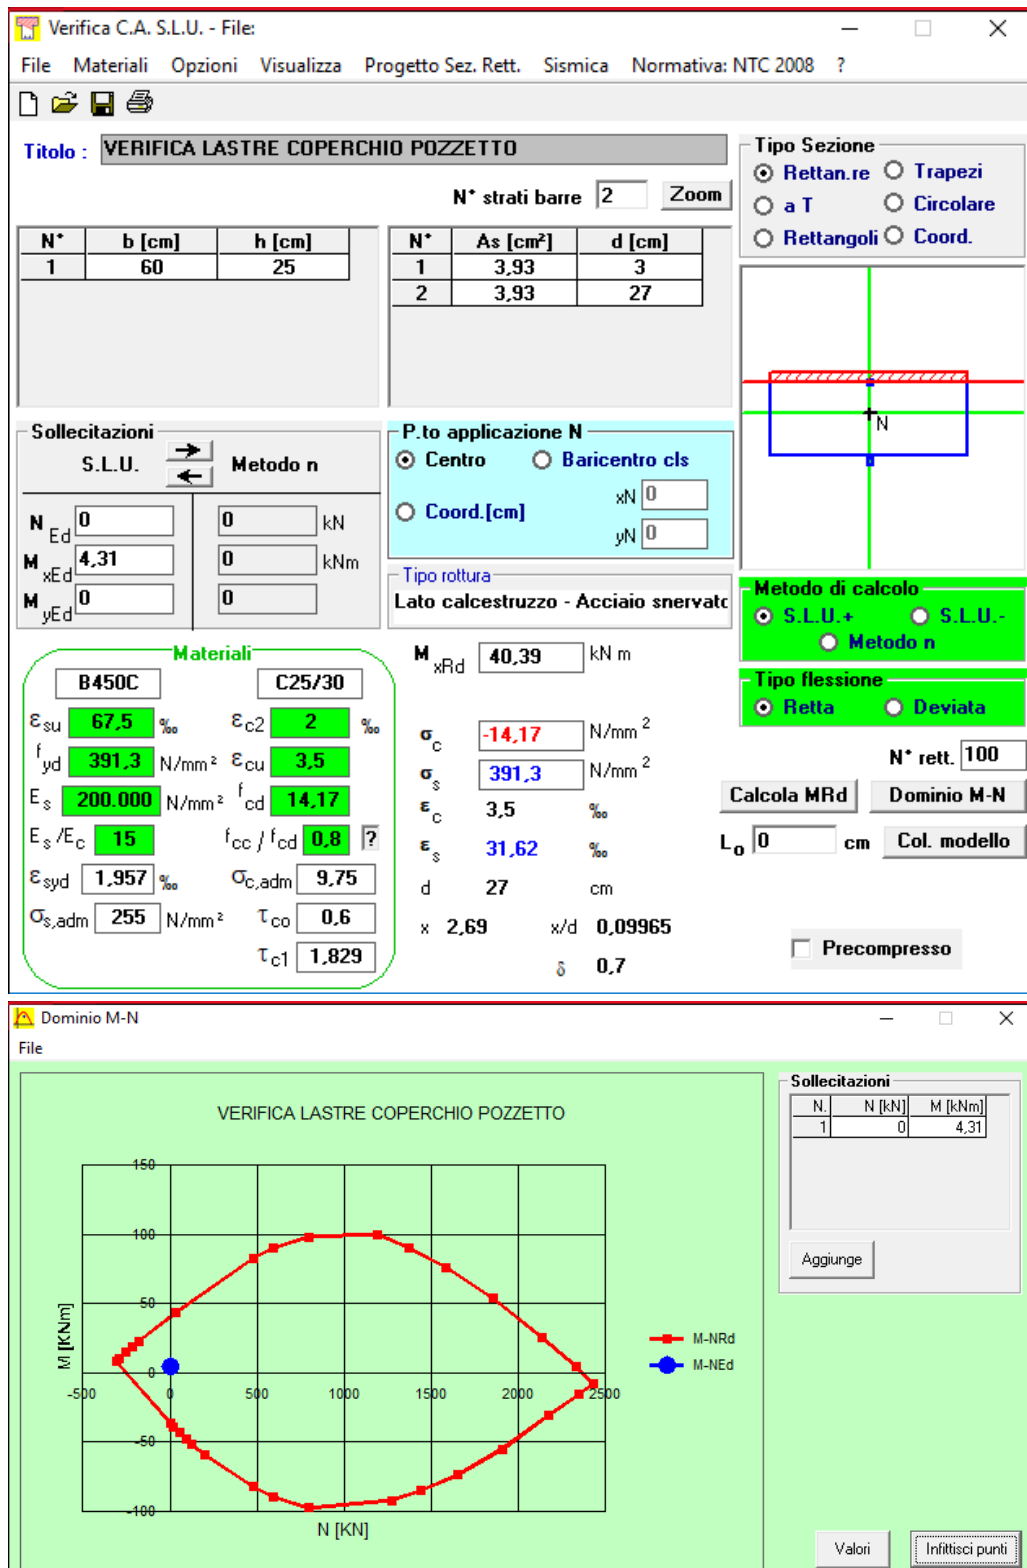 Verifica C.A. S.L.U. - File:
File Materiali Opzioni Visualizza Progetto Sez. Rett. Sismica Normativa: NTC 2008 ?
Titolo : VERIFICA LASTRE COPERCHIO POZZETTO
N° strati barre 2 Zoom
N° b [cm] h [cm]
1 60 25
N° As [cm²] d [cm]
1 3,93 3
2 3,93 27
Tipo Sezione
Rettan.re Trapezi
a T Circolare
Rettangoli Coord.
N
Sollecitazioni
S.L.U. Metodo n
N Ed 0 0 kN
M xEd 4,31 0 kNm
M yEd 0 0
P.to applicazione N
Centro Baricentro cls
Coord.[cm] xN 0
yN 0
Tipo rottura
Lato calcestruzzo - Acciaio snervato
Metodo di calcolo
S.L.U.+ S.L.U.-
Metodo n
Tipo flessione
Retta Deviata
Materiali
B450C C25/30
εsu 67,5 ‰ εc2 2 ‰
fyd 391,3 N/mm² εcu 3,5
Es 200.000 N/mm² fcd 14,17
Es/Ec 15 fcc / fcd 0,8 ?
εsyd 1,957 ‰ σc,adm 9,75
σs,adm 255 N/mm² τco 0,6
τc1 1,829
M xRd 40,39 kN m
σc -14,17 N/mm²
σs 391,3 N/mm²
εc 3,5 ‰
εs 31,62 ‰
d 27 cm
x 2,69 x/d 0,09965
δ 0,7
N° rett. 100
Calcola MRd Dominio M-N
Lo 0 cm Col. modello
Precompresso
Dominio M-N
File
VERIFICA LASTRE COPERCHIO POZZETTO
150
100
50
0
-50
-100
-500 0 500 1000 1500 2000 2500
M [KNm]
N [KN]
M-NRd
M-NEd
Sollecitazioni
N. N [kN] M [kNm]
1 0 4,31
Aggiunge
Valori Infittisci punti